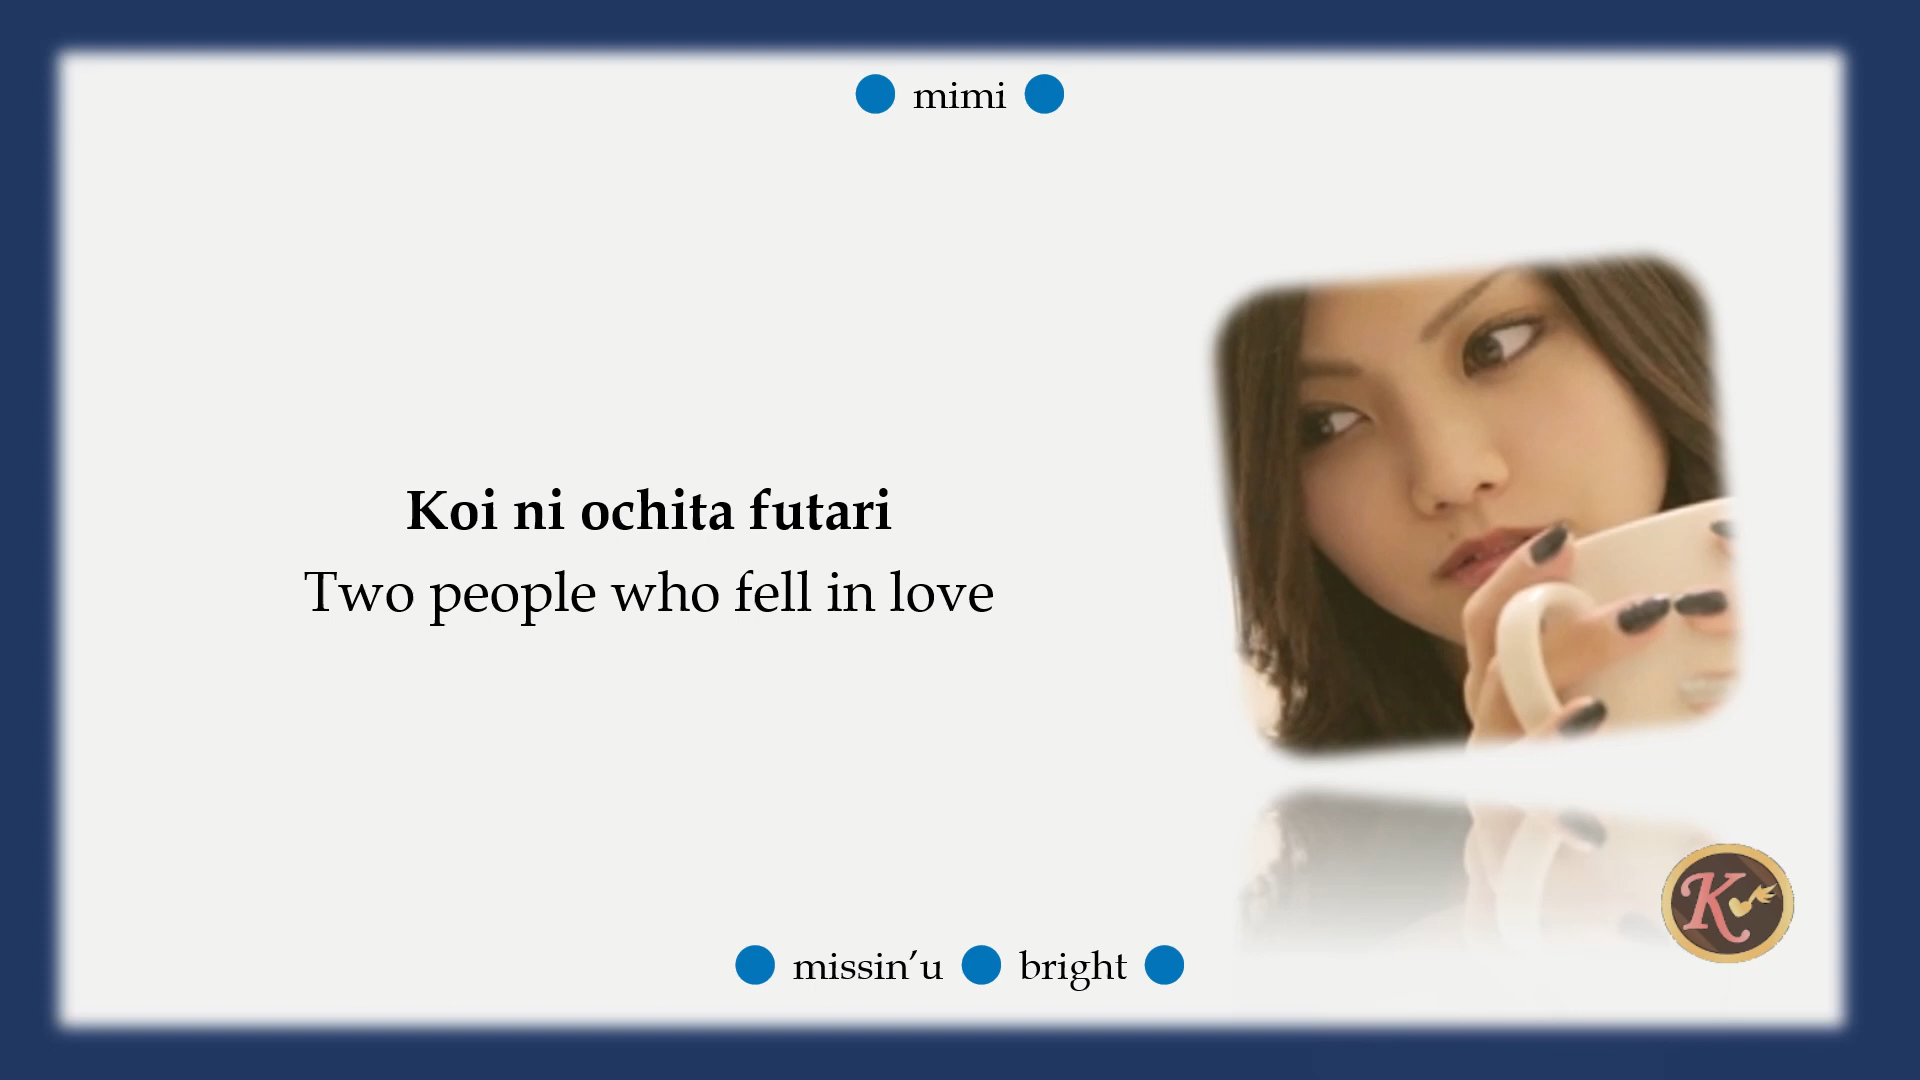 mimi
Koi ni ochita futari
Two people who fell in love
missin’u bright
K